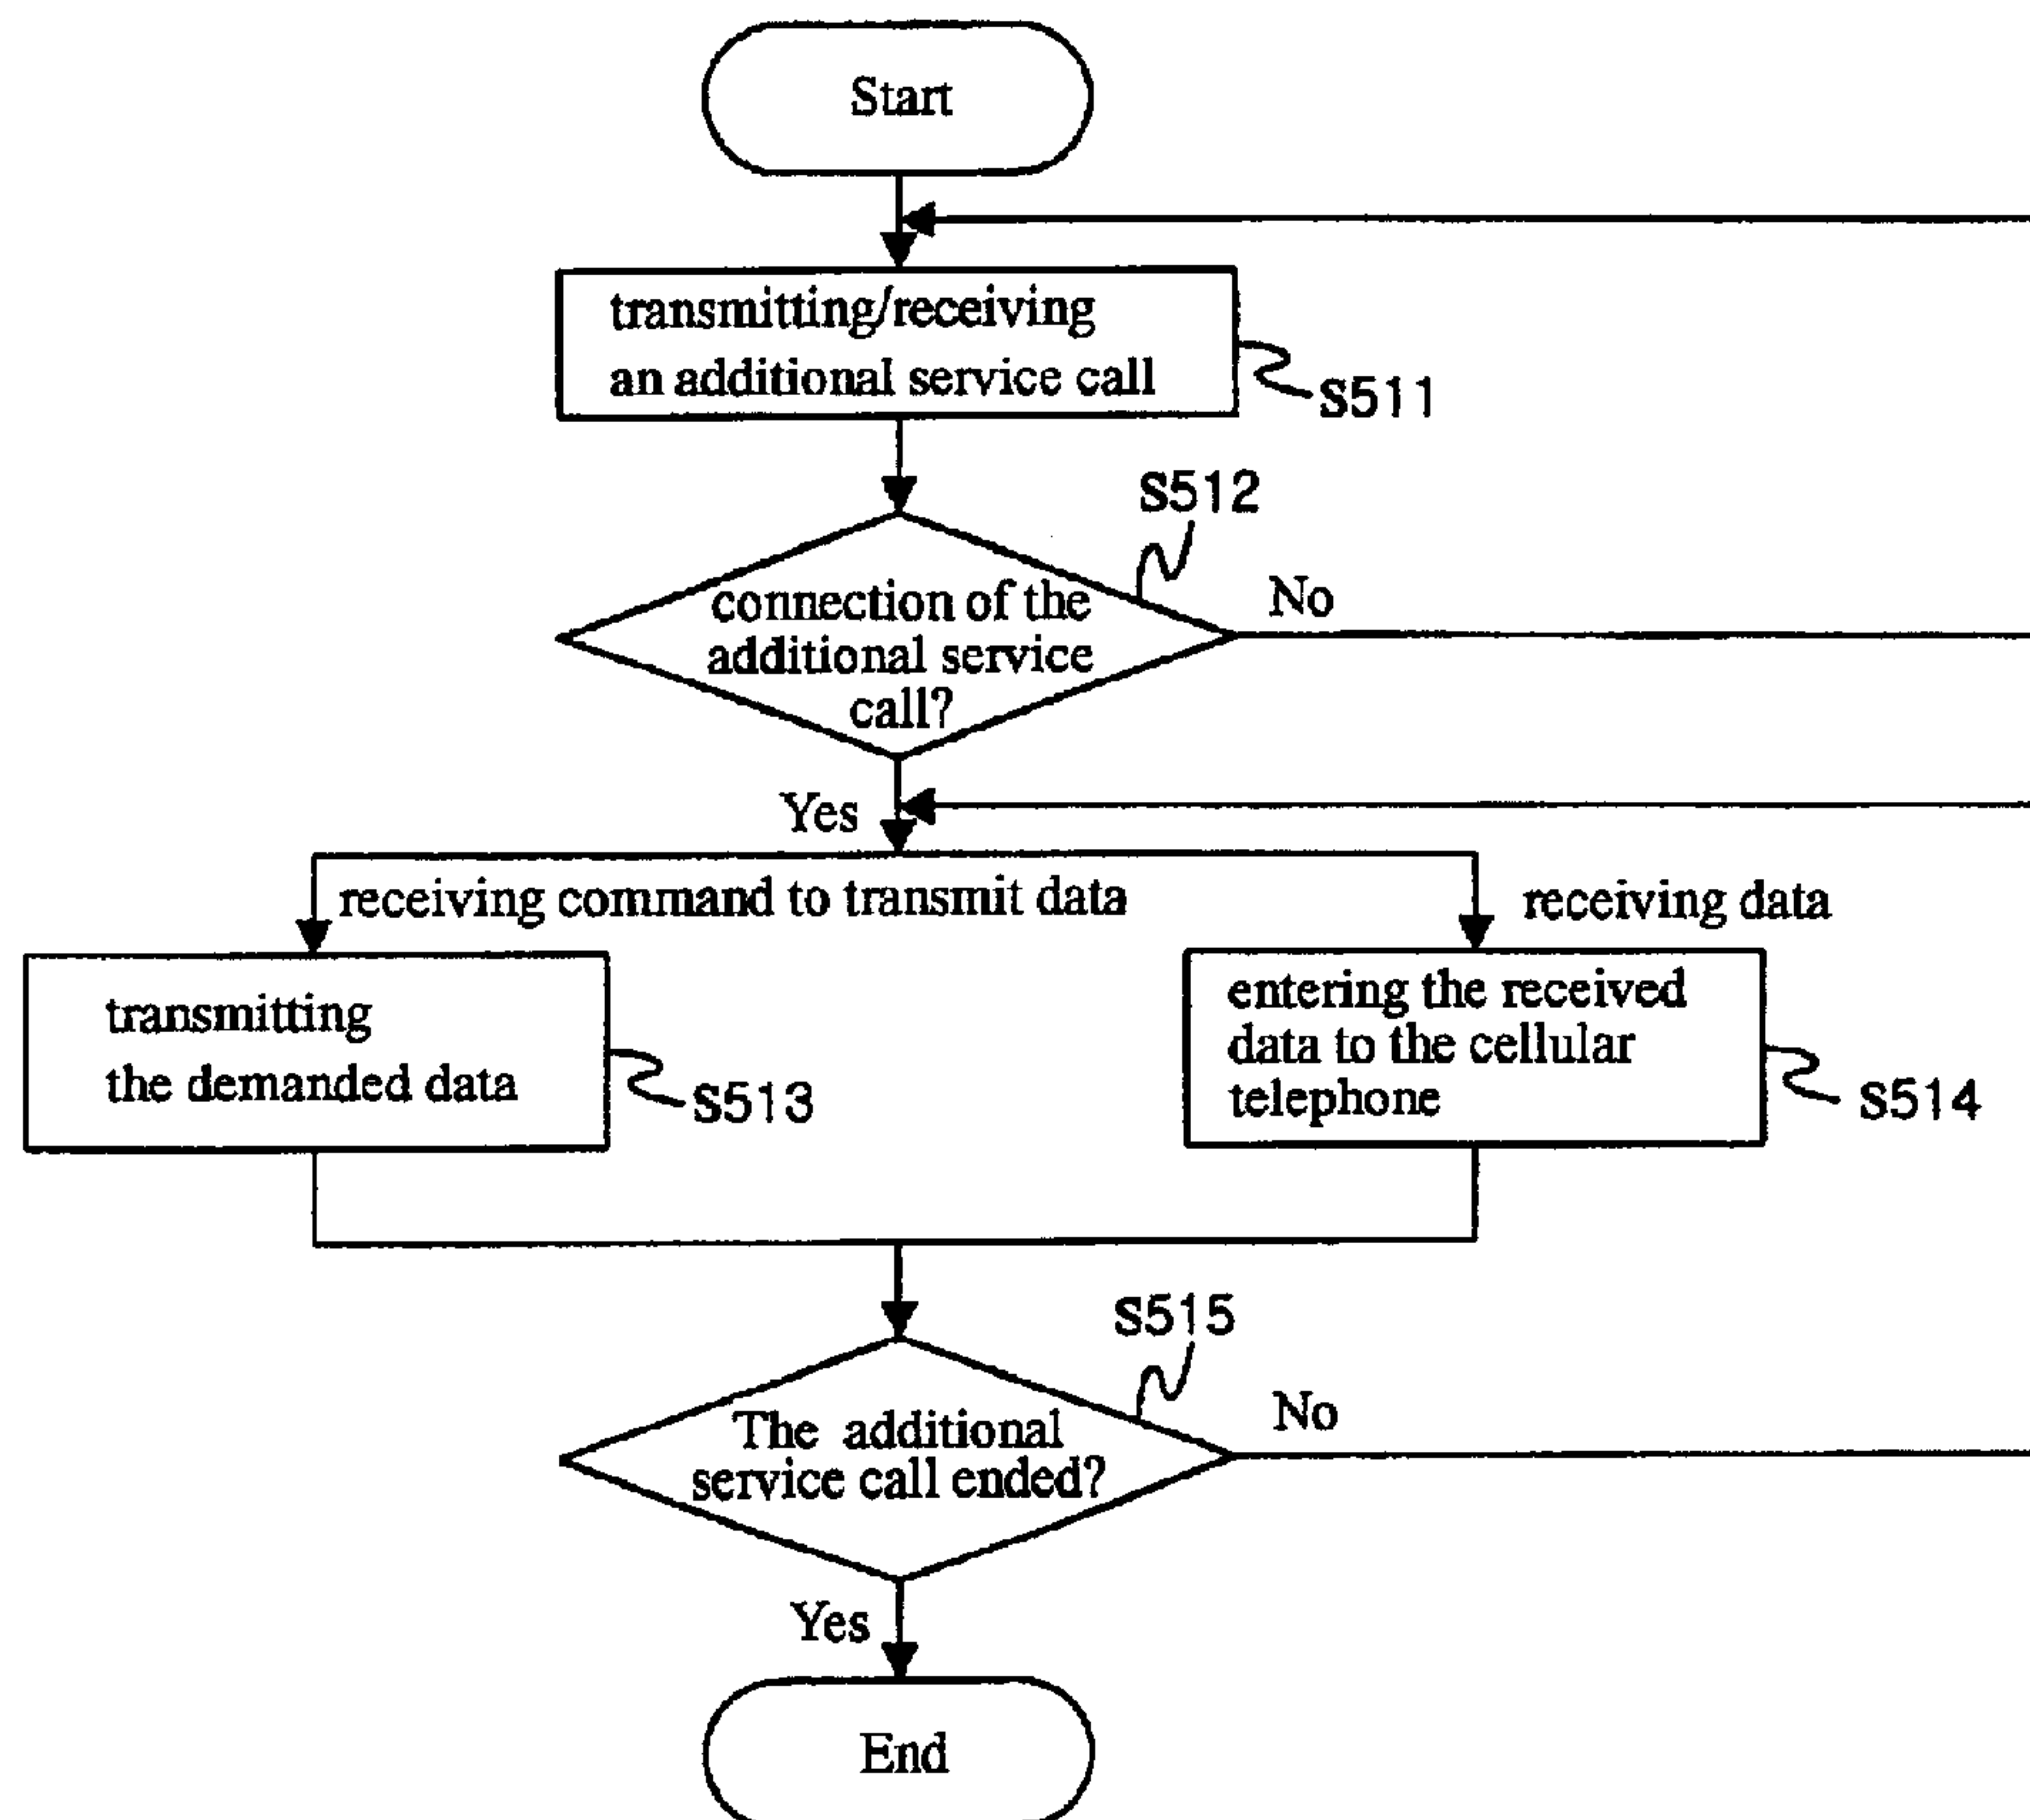 Start
transmitting/receiving
an additional service call
S511
S512
connection of the
additional service
call?
No
Yes
receiving command to transmit data
receiving data
transmitting
the demanded data
S513
entering the received
data to the cellular
telephone
S514
S515
The additional
service call ended?
No
Yes
End